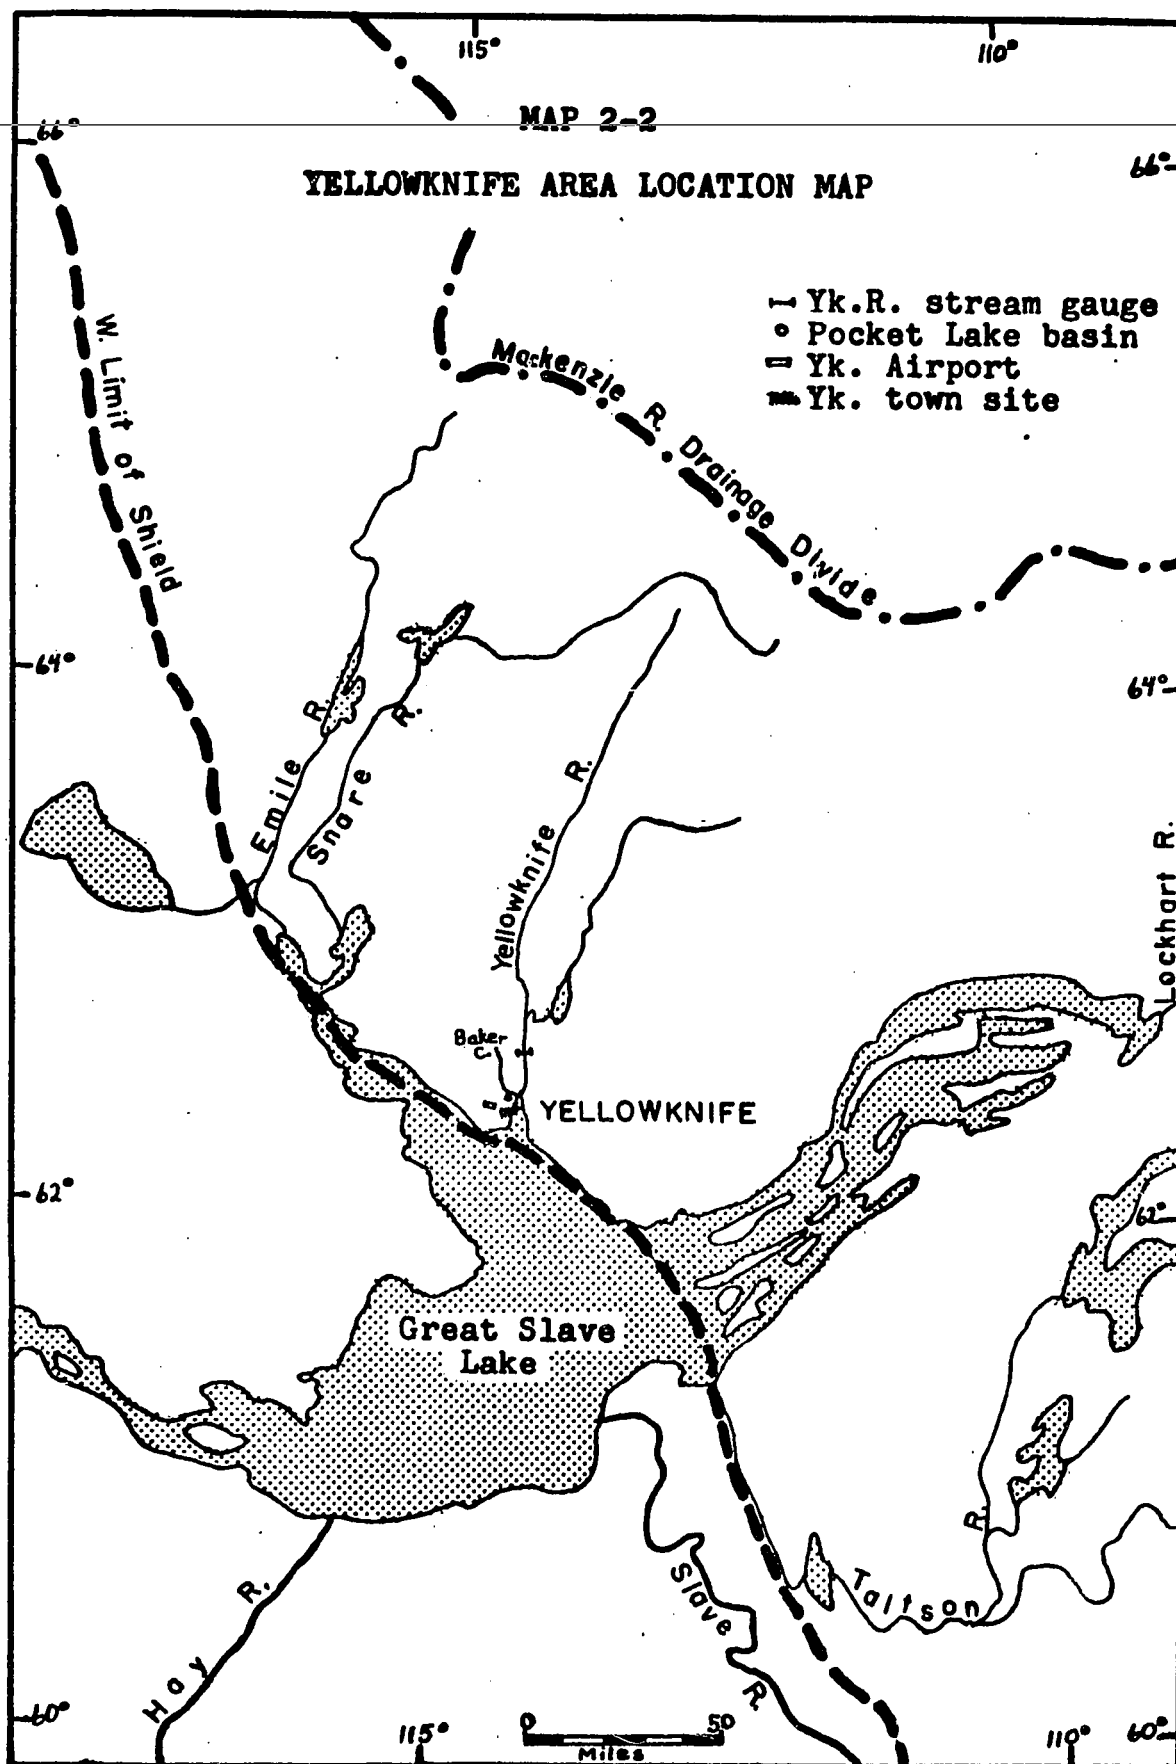 115°
110°
MAP 2-2
66°
66°
YELLOWKNIFE AREA LOCATION MAP
Yk.R. stream gauge
Pocket Lake basin
Yk. Airport
Yk. town site
W. Limit of Shield
Mackenzie R. Drainage Divide
64°
64°
Emile R.
Snare R.
Yellowknife R.
Lockhart R.
Baker
C.
YELLOWKNIFE
62°
62°
Great Slave
Lake
Hay R.
Slave R.
Taltson R.
60°
115°
0 50
Miles
110°
60°